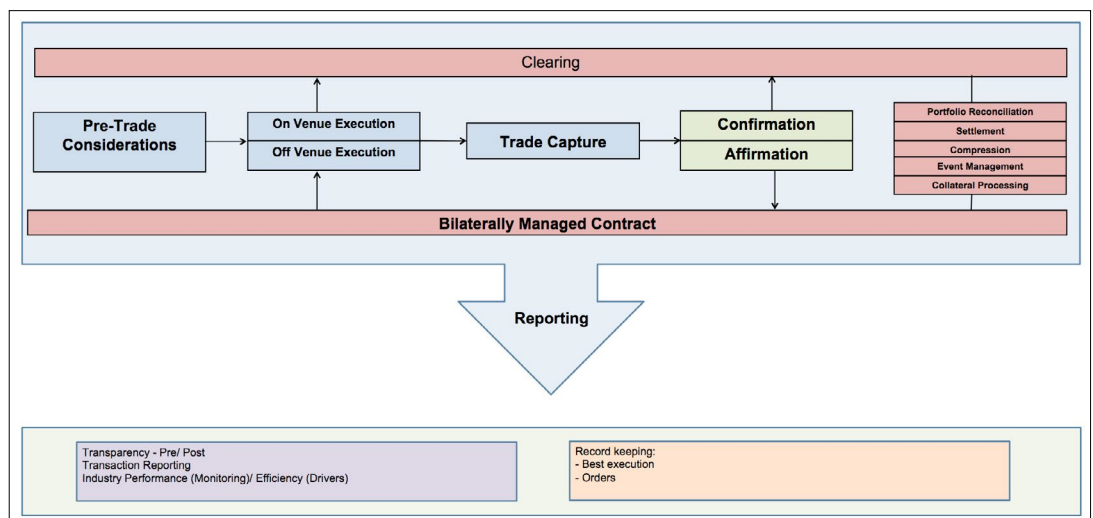 Clearing
Pre-Trade
Considerations
On Venue Execution
Off Venue Execution
Trade Capture
Confirmation
Affirmation
Portfolio Reconciliation
Settlement
Compression
Event Management
Collateral Processing
Bilaterally Managed Contract
Reporting
Transparency - Pre/ Post
Transaction Reporting
Industry Performance (Monitoring)/ Efficiency (Drivers)
Record keeping:
- Best execution
- Orders